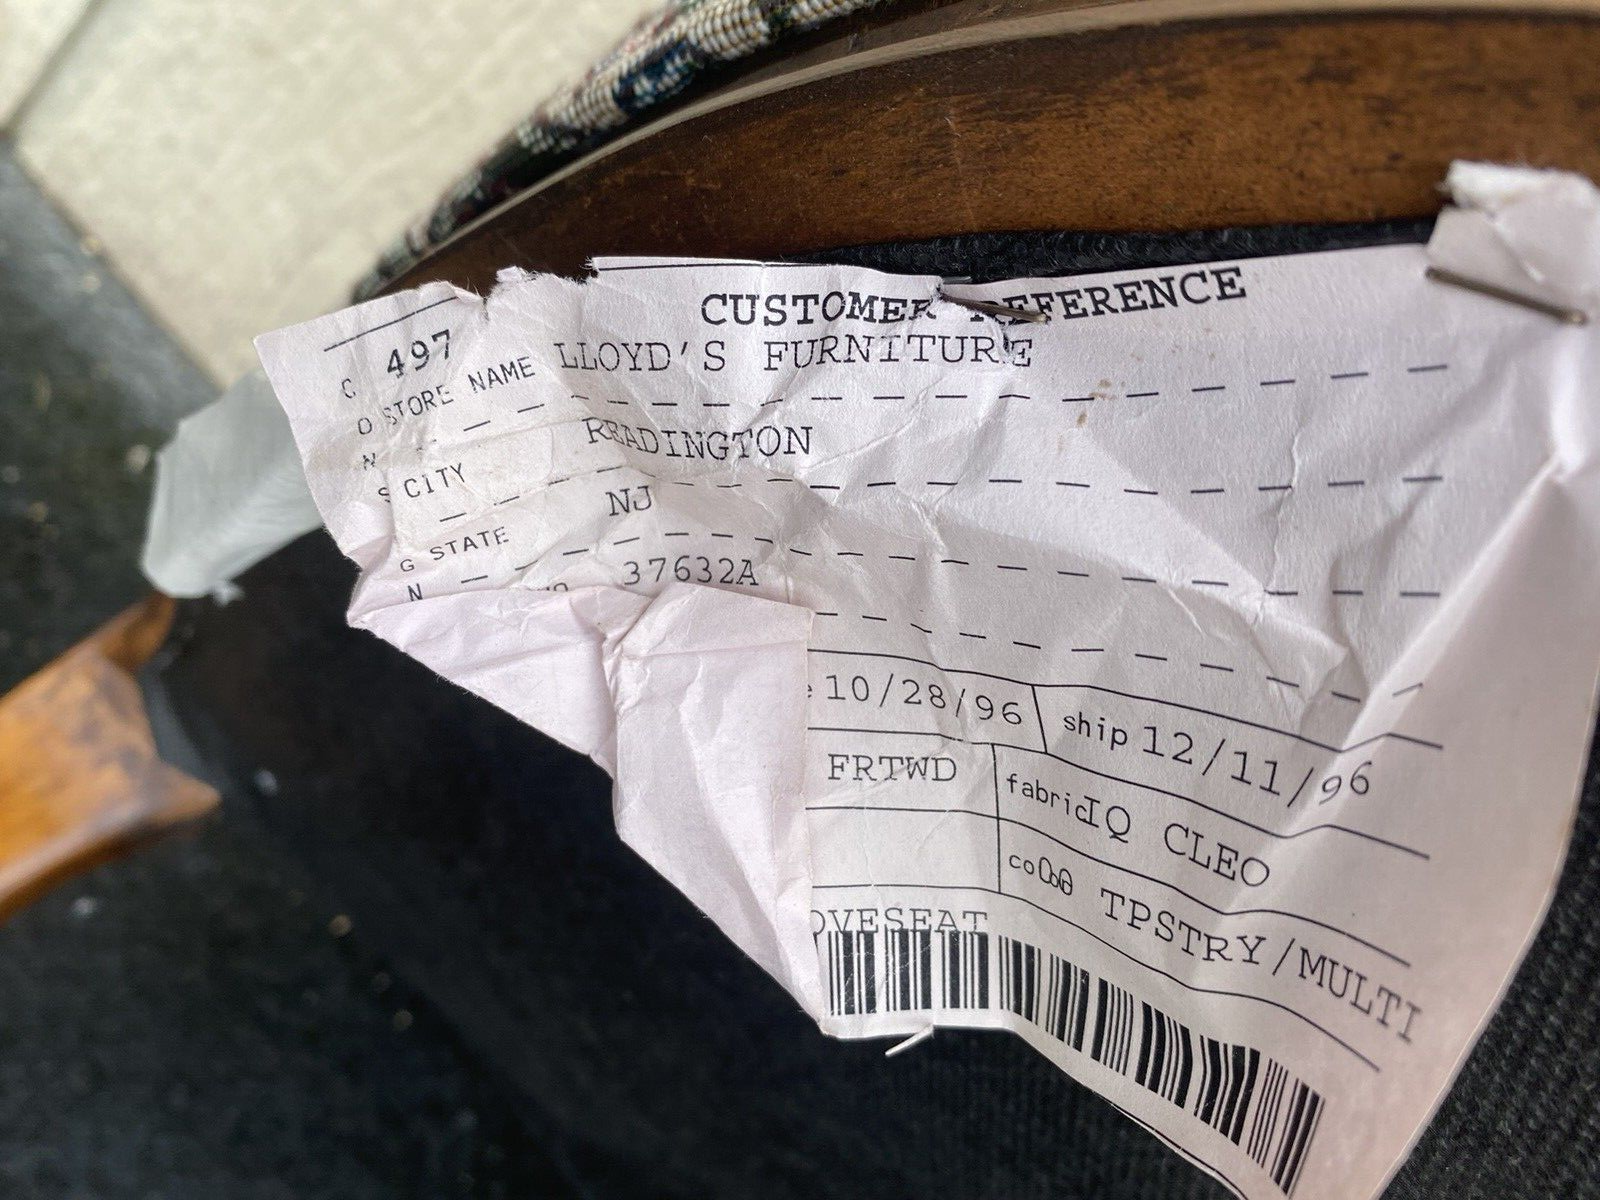 CUSTOMER REFERENCE
497
STORE NAME LLOYD'S FURNITURE
CITY READINGTON
STATE NJ
37632A
10/28/96 ship 12/11/96
FRTWD fabric IQ CLEO
TPSTRY/MULTI
OVESEAT
C
O
N
S
G
N